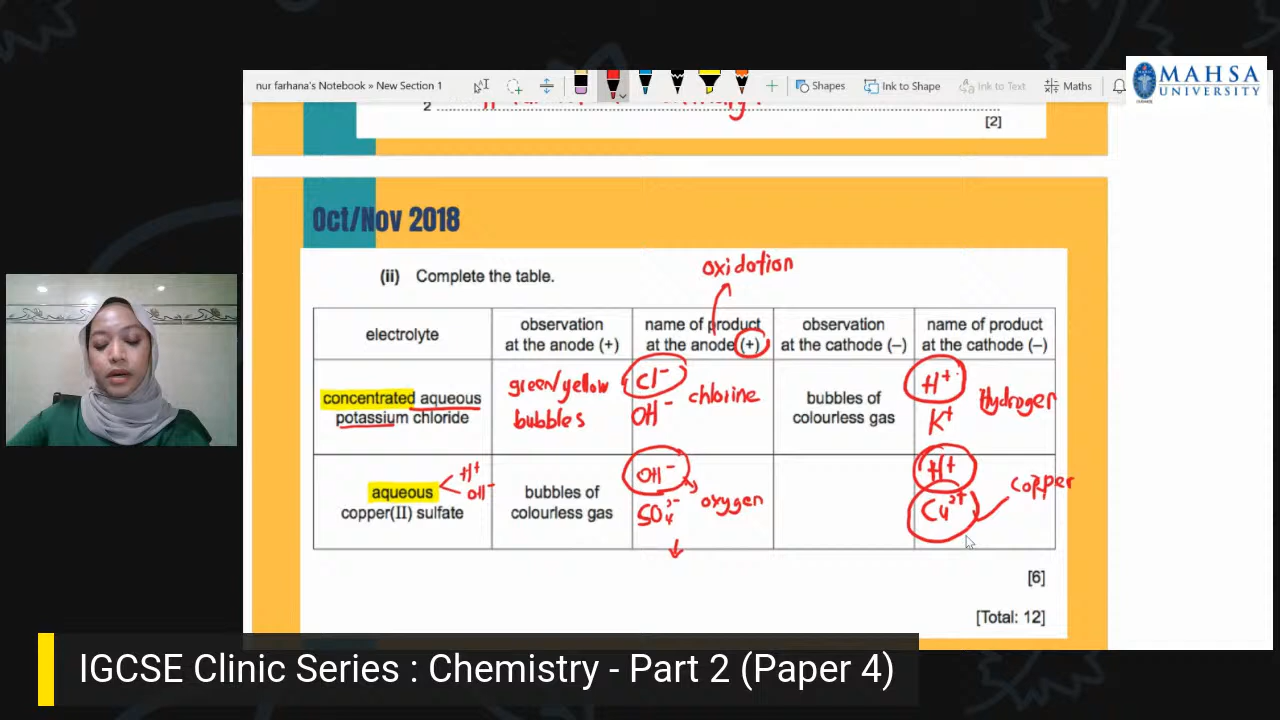 nur farhana's Notebook » New Section 1
Shapes
Ink to Shape
Ink to Text
Maths
MAHSA
UNIVERSITY
2
[2]
Oct/Nov 2018
(ii) Complete the table.
oxidation
electrolyte
observation
at the anode (+)
name of product
at the anode (+)
observation
at the cathode (–)
name of product
at the cathode (–)
concentrated aqueous
potassium chloride
green/yellow
bubbles
Cl⁻
OH⁻
chlorine
bubbles of
colourless gas
H⁺
K⁺
Hydrogen
aqueous
copper(II) sulfate
H⁺
OH⁻
bubbles of
colourless gas
OH⁻
SO₄²⁻
oxygen
H⁺
Cu²⁺
copper
[6]
[Total: 12]
IGCSE Clinic Series : Chemistry - Part 2 (Paper 4)